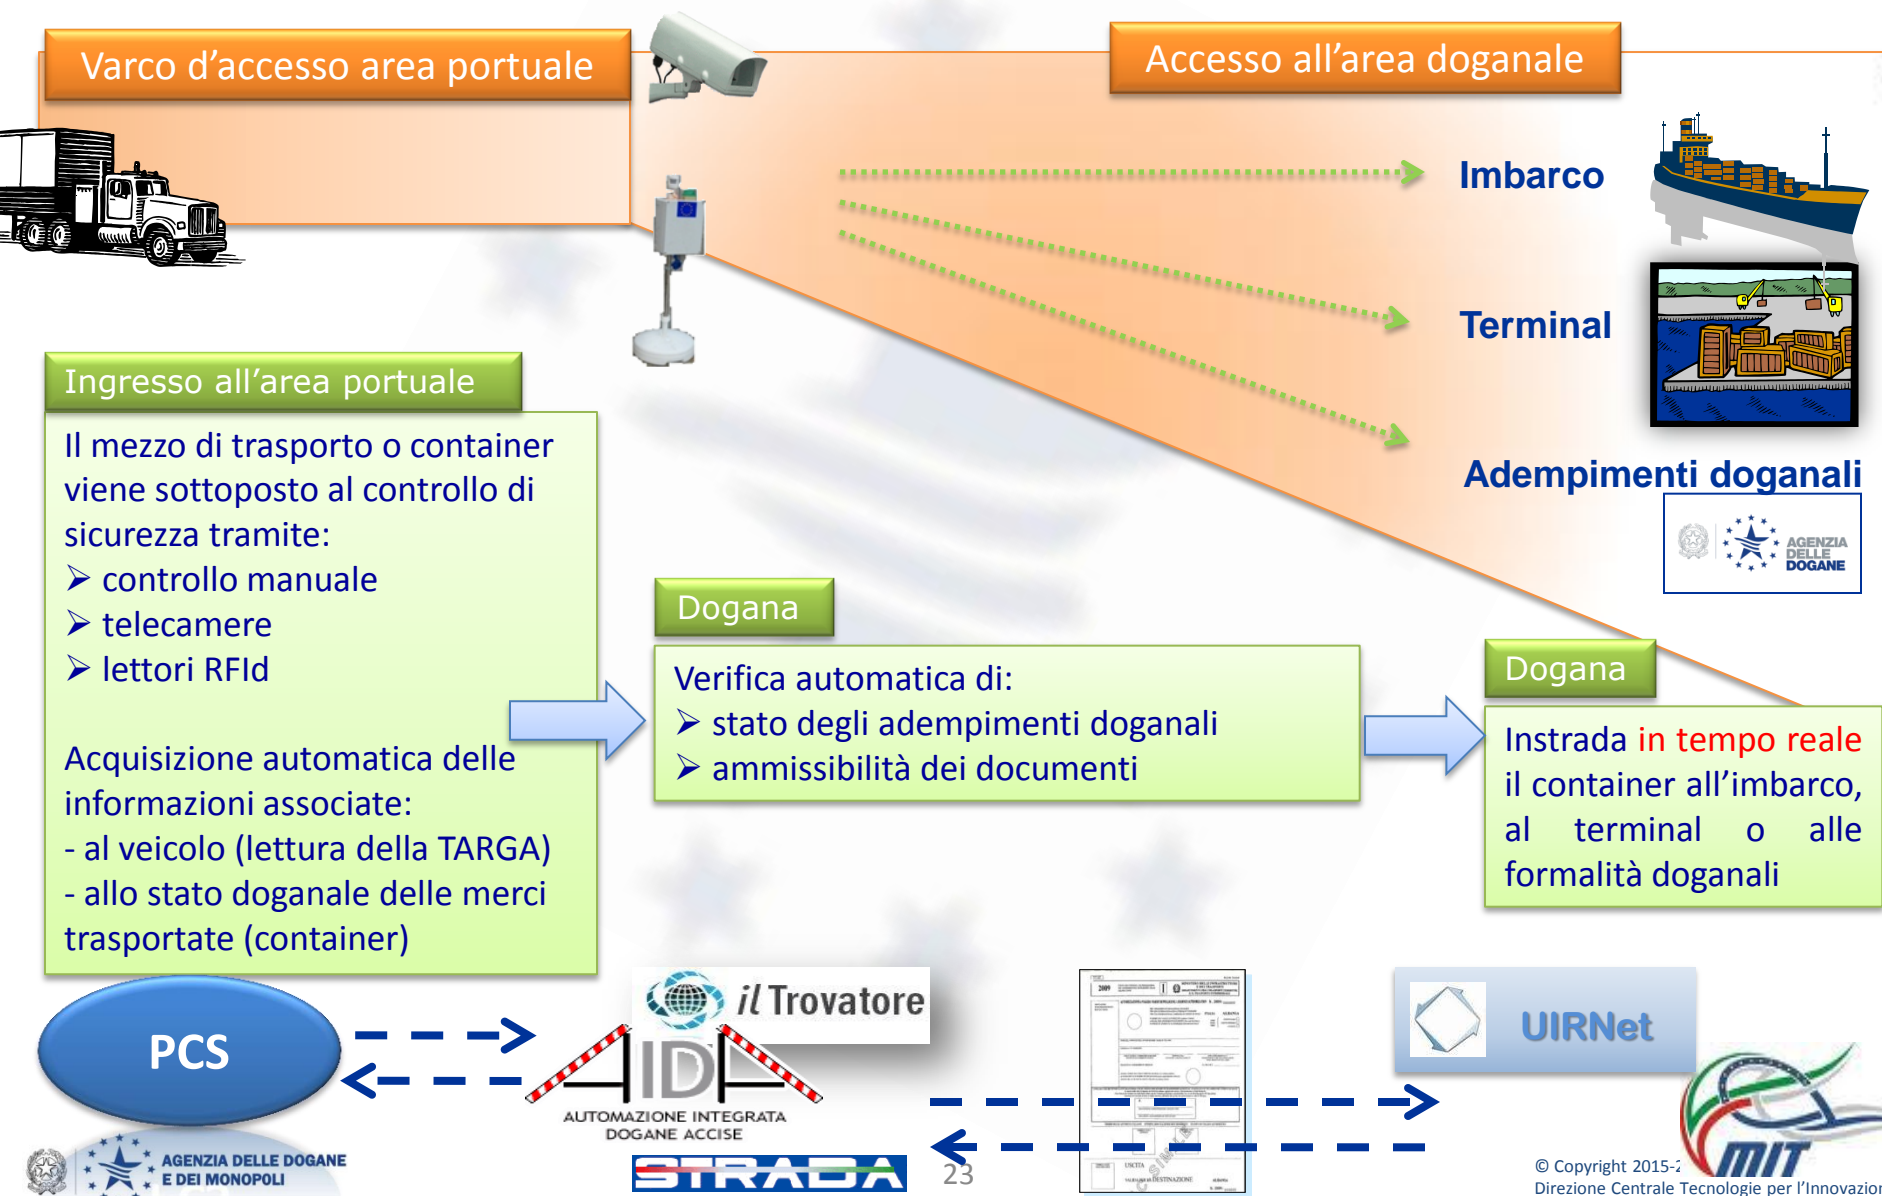 Varco d'accesso area portuale
Accesso all'area doganale
Imbarco
Terminal
Adempimenti doganali
AGENZIA
DELLE
DOGANE
Ingresso all'area portuale
Il mezzo di trasporto o container
viene sottoposto al controllo di
sicurezza tramite:
➢ controllo manuale
➢ telecamere
➢ lettori RFId
Acquisizione automatica delle
informazioni associate:
- al veicolo (lettura della TARGA)
- allo stato doganale delle merci
trasportate (container)
Dogana
Verifica automatica di:
➢ stato degli adempimenti doganali
➢ ammissibilità dei documenti
Dogana
Instrada in tempo reale
il container all'imbarco,
al terminal o alle
formalità doganali
PCS
il Trovatore
AIDA
AUTOMAZIONE INTEGRATA
DOGANE ACCISE
STRADA
2009
USCITA
DESTINAZIONE
UIRNet
MIT
AGENZIA DELLE DOGANE
E DEI MONOPOLI
23
© Copyright 2015-2
Direzione Centrale Tecnologie per l'Innovazion